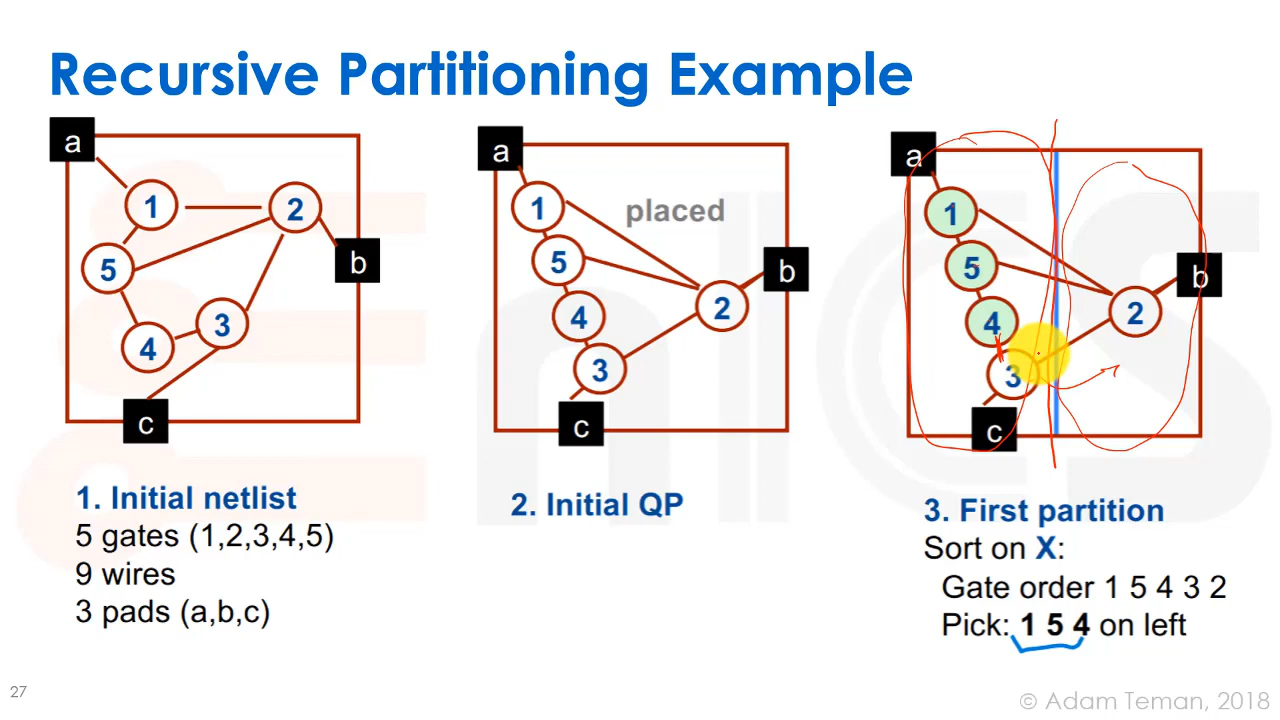 Recursive Partitioning Example
a
1
2
b
5
3
4
c
a
1
placed
5
b
2
4
3
c
a
1
5
b
2
4
3
c
1. Initial netlist
5 gates (1,2,3,4,5)
9 wires
3 pads (a,b,c)
2. Initial QP
3. First partition
Sort on X:
Gate order 1 5 4 3 2
Pick: 1 5 4 on left
27
© Adam Teman, 2018